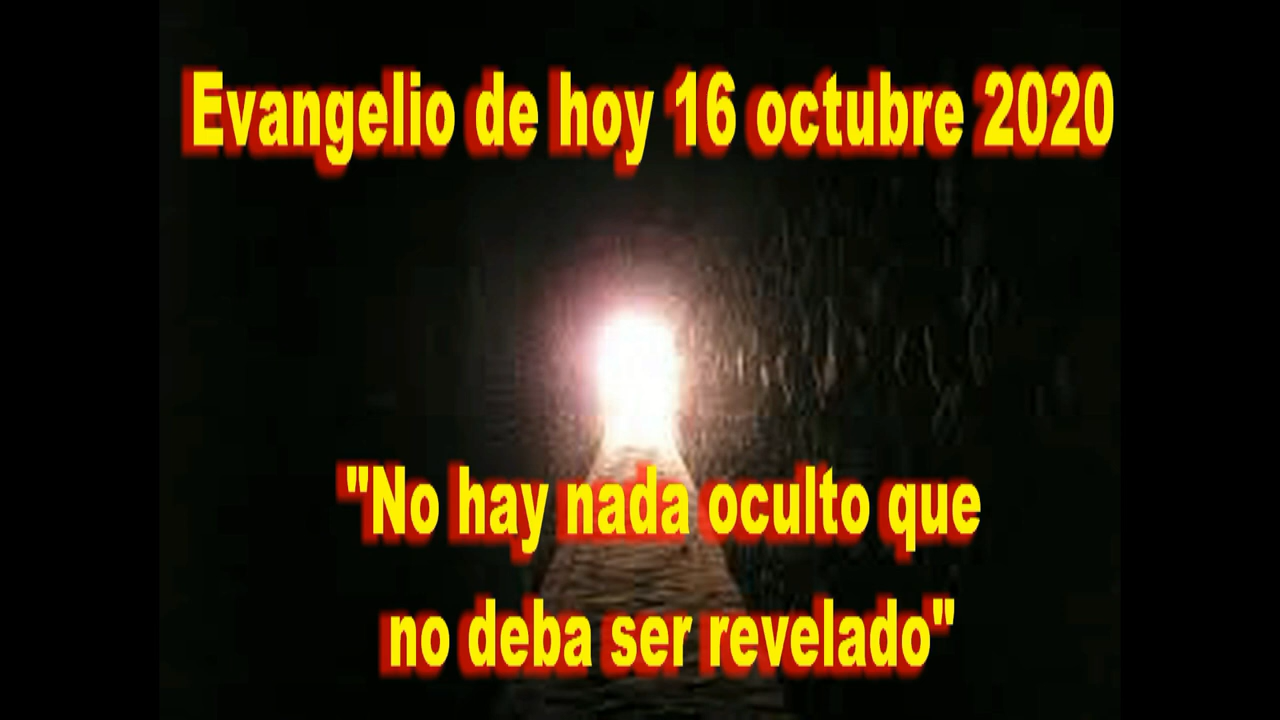 Evangelio de hoy 16 octubre 2020
"No hay nada oculto que
no deba ser revelado"